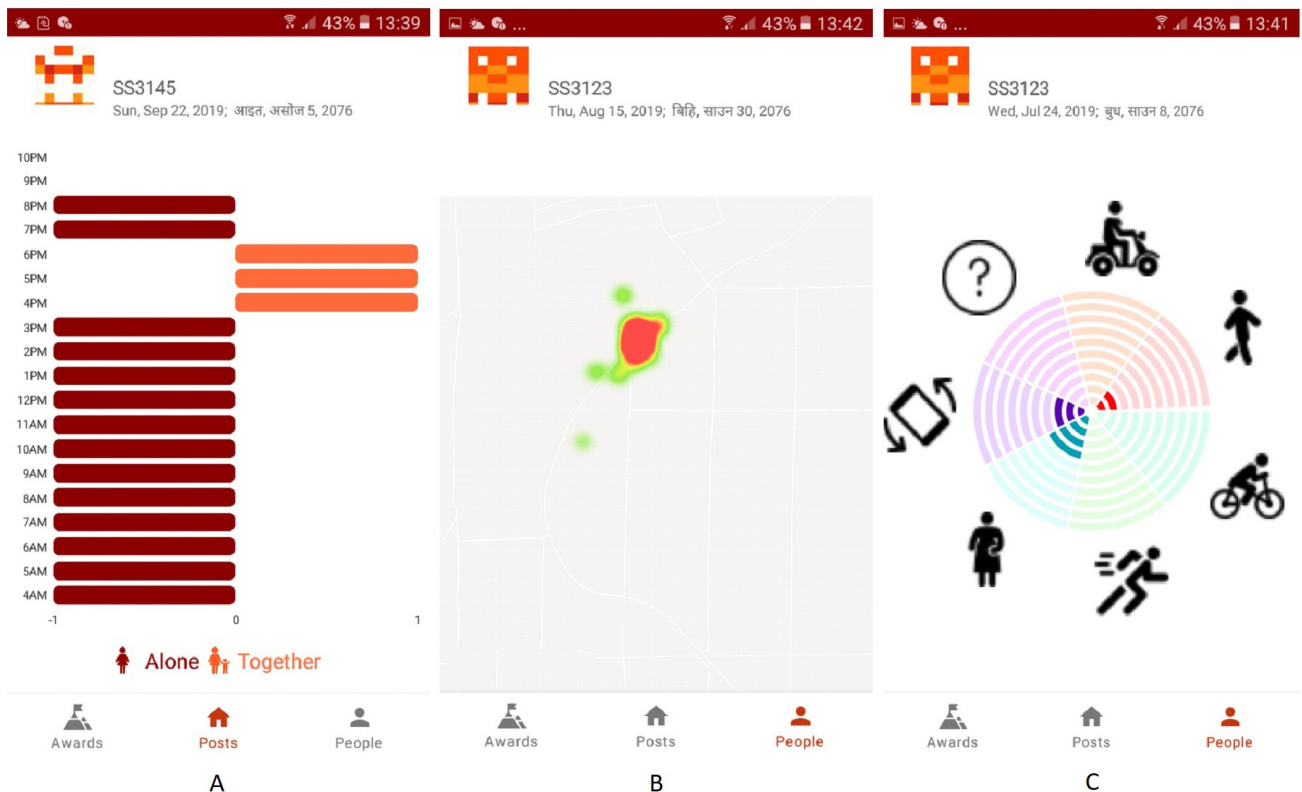 43% 13:39
SS3145
Sun, Sep 22, 2019; आइत, असोज 5, 2076
10PM
9PM
8PM
7PM
6PM
5PM
4PM
3PM
2PM
1PM
12PM
11AM
10AM
9AM
8AM
7AM
6AM
5AM
4AM
-1 0 1
Alone Together
Awards Posts People
A
... 43% 13:42
SS3123
Thu, Aug 15, 2019; बिहि, साउन 30, 2076
Awards Posts People
B
... 43% 13:41
SS3123
Wed, Jul 24, 2019; बुध, साउन 8, 2076
?
Awards Posts People
C